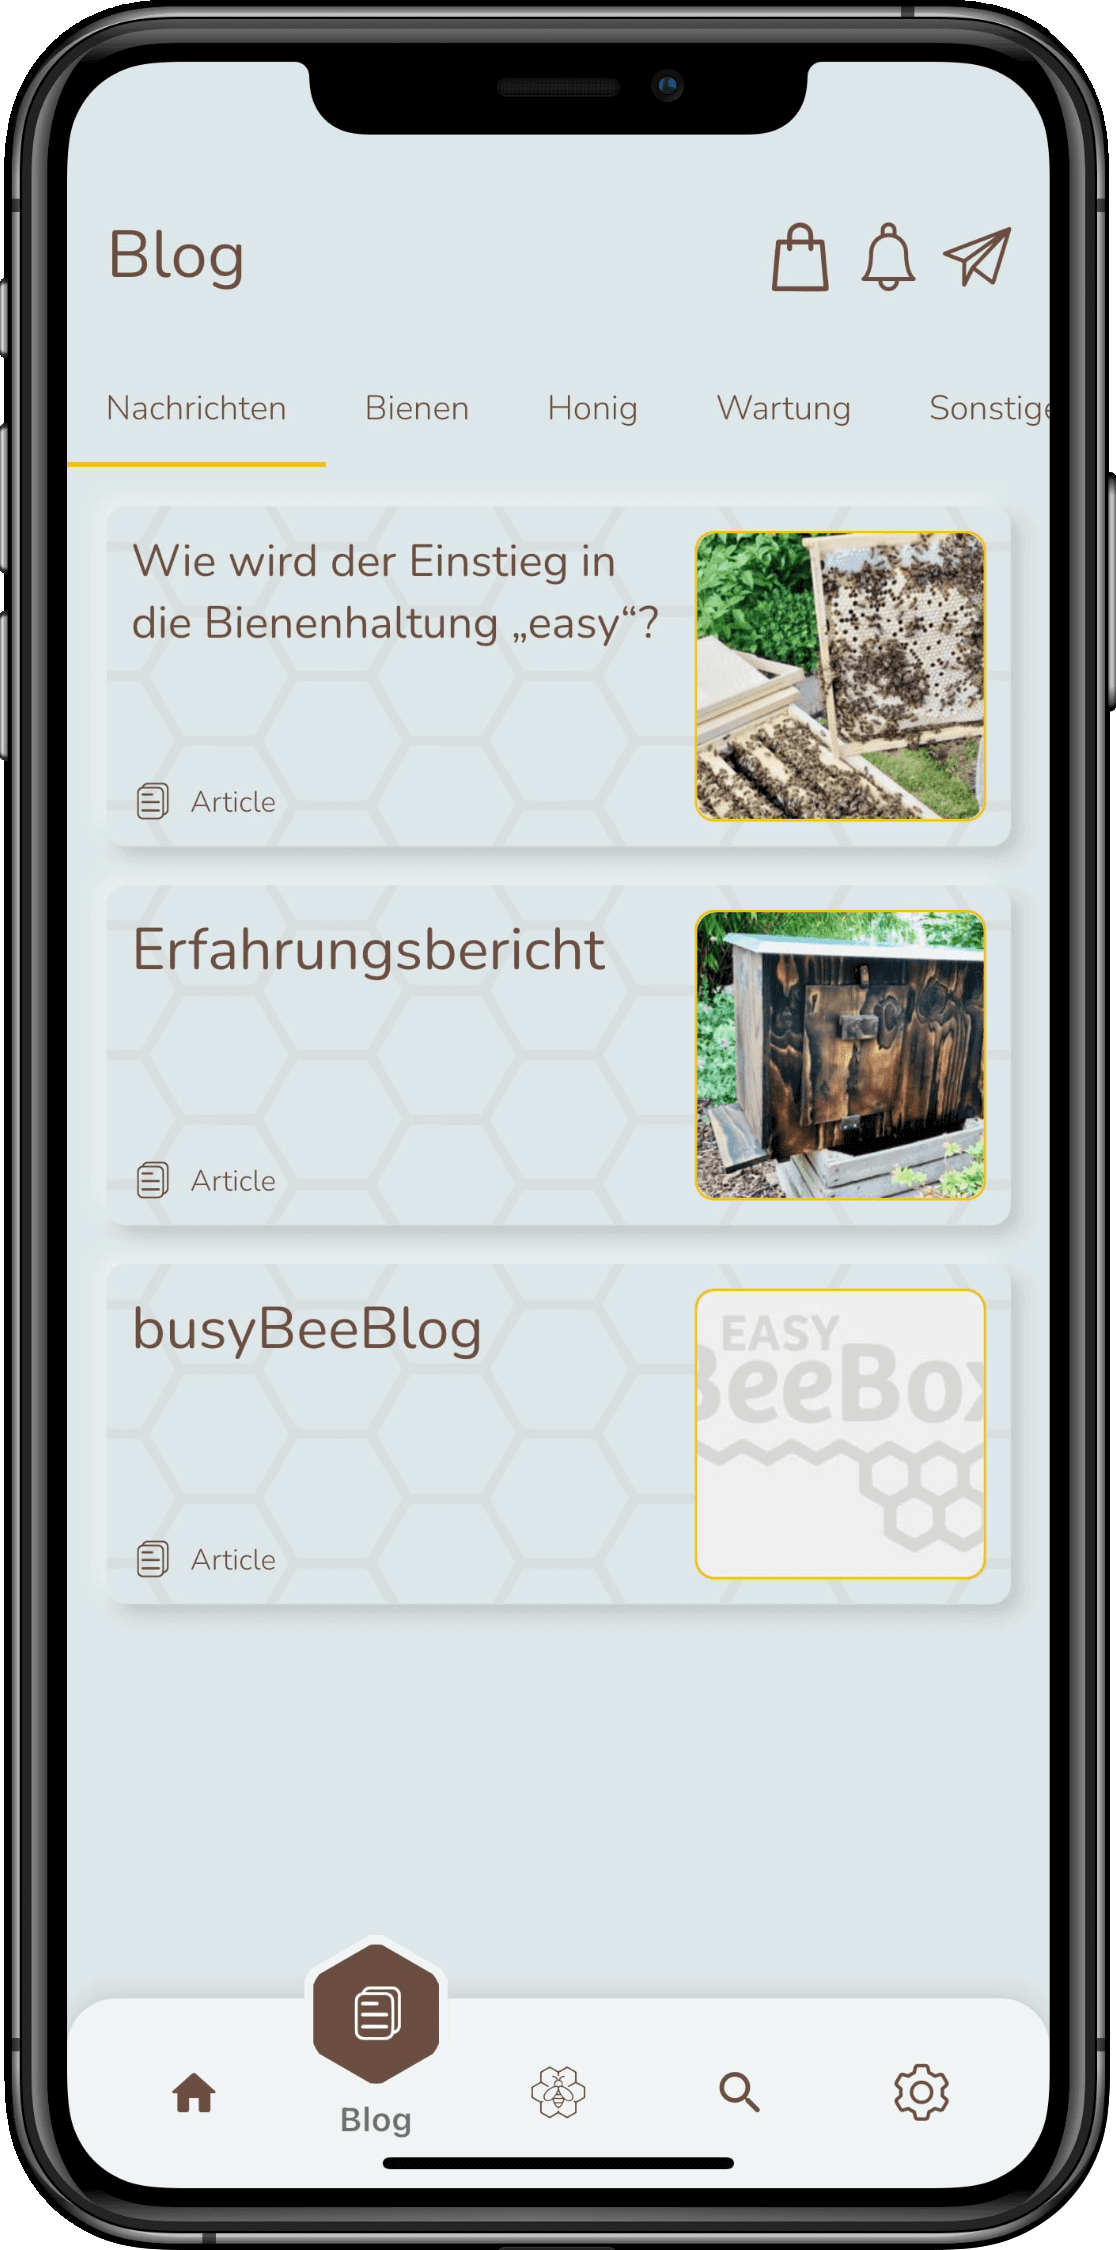 Blog
Nachrichten Bienen Honig Wartung Sonstige
Wie wird der Einstieg in
die Bienenhaltung „easy“?
Article
Erfahrungsbericht
Article
busyBeeBlog
EASY
BeeBox
Article
Blog